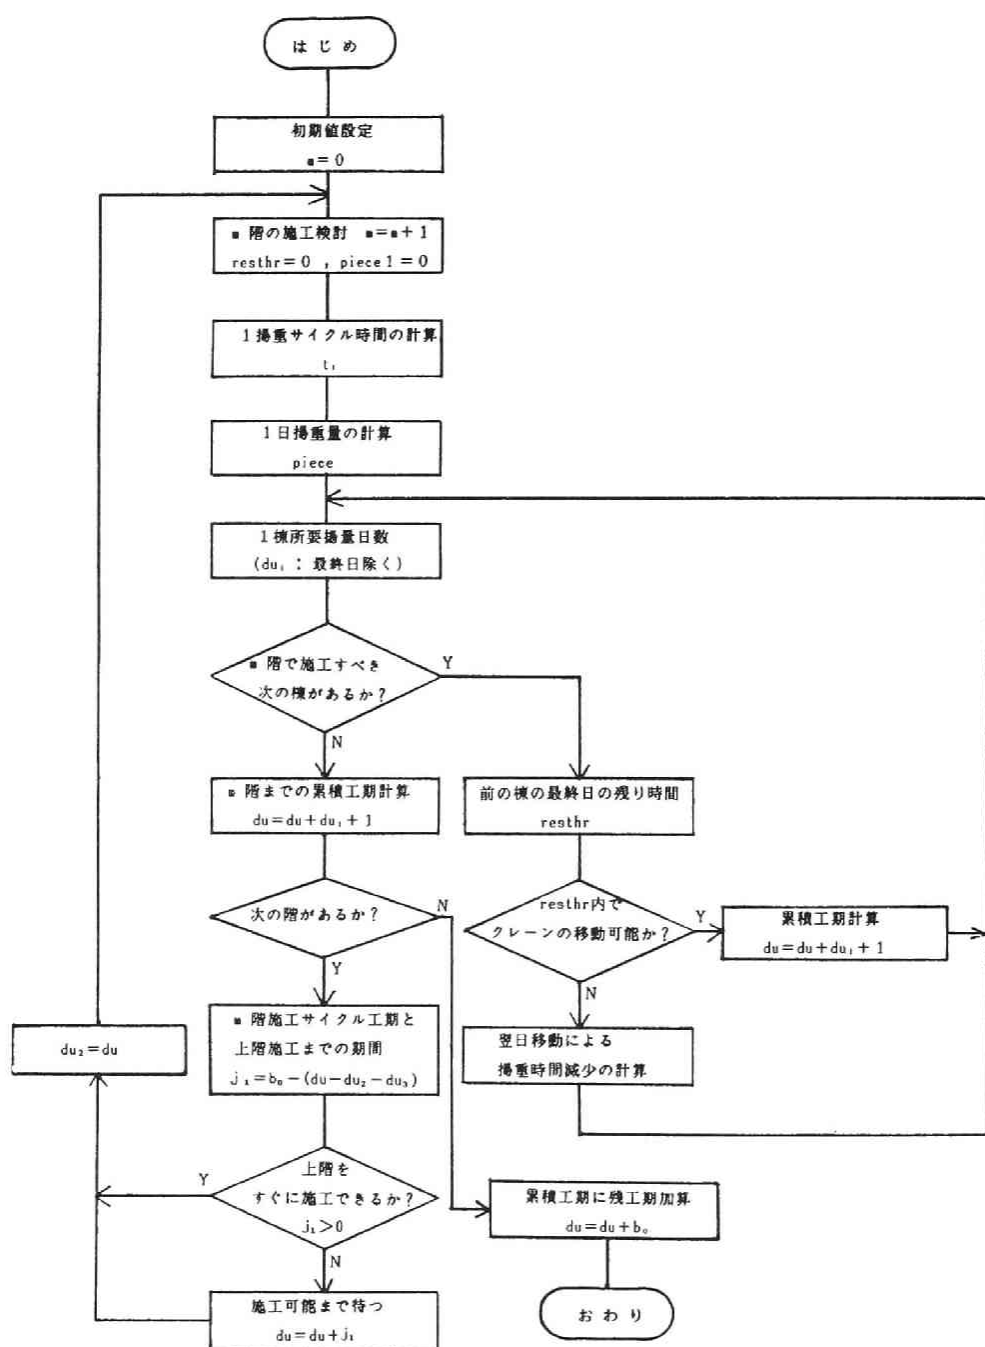 はじめ
初期値設定
■=0
■ 階の施工検討 ■=■+1
resthr=0 , piece1=0
1揚重サイクル時間の計算
t₁
1日揚重量の計算
piece
1棟所要揚量日数
(du₁：最終日除く)
■ 階で施工すべき
次の棟があるか?
Y
N
■ 階までの累積工期計算
du=du+du₁+1
前の棟の最終日の残り時間
resthr
次の階があるか?
N
Y
resthr内で
クレーンの移動可能か?
Y
N
累積工期計算
du=du+du₁+1
■ 階施工サイクル工期と
上階施工までの期間
j₁=b₀-(du-du₂-du₃)
翌日移動による
揚重時間減少の計算
du₂=du
上階を
すぐに施工できるか?
j₁>0
Y
N
累積工期に残工期加算
du=du+b₀
施工可能まで待つ
du=du+j₁
おわり